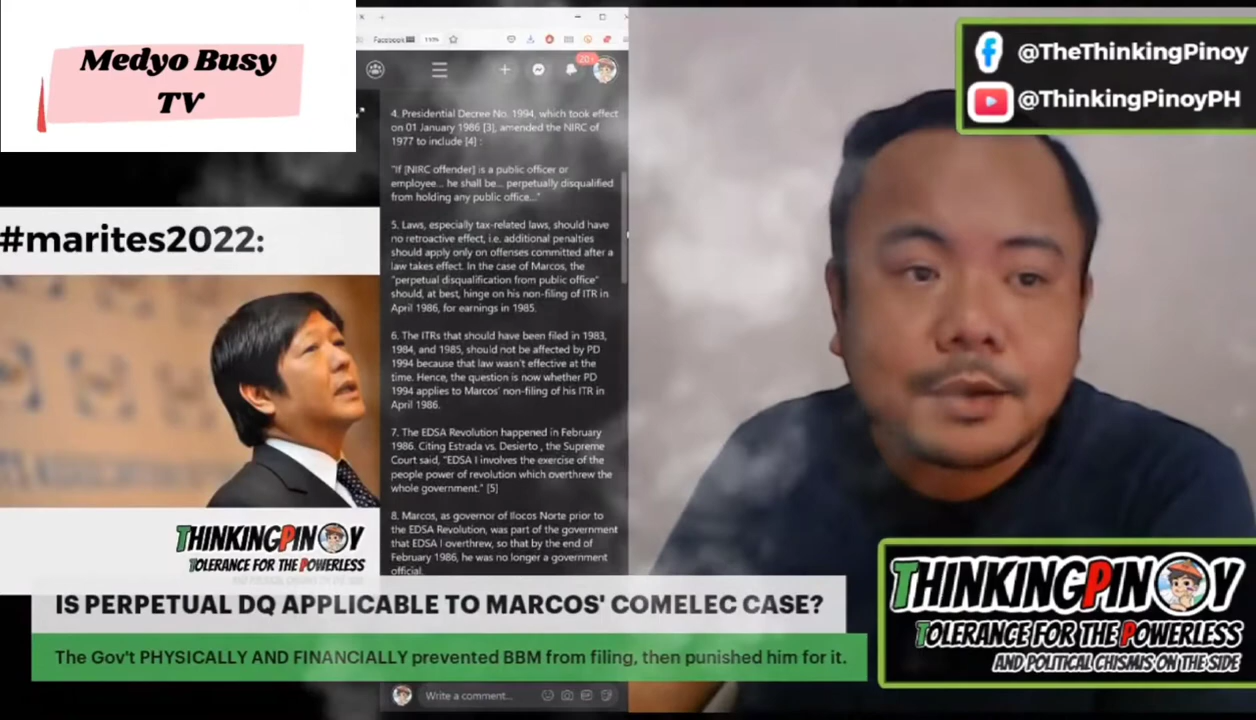 Medyo Busy
TV
#marites2022:
THINKINGPINOY
TOLERANCE FOR THE POWERLESS
AND POLITICAL CHISMIS ON THE SIDE
Facebook
110%
20+
4. Presidential Decree No. 1994, which took effect
on 01 January 1986 [3], amended the NIRC of
1977 to include [4] :
"If [NIRC offender] is a public officer or
employee... he shall be... perpetually disqualified
from holding any public office..."
5. Laws, especially tax-related laws, should have
no retroactive effect, i.e. additional penalties
should apply only on offenses committed after a
law takes effect. In the case of Marcos, the
"perpetual disqualification from public office"
should, at best, hinge on his non-filing of ITR in
April 1986, for earnings in 1985.
6. The ITRs that should have been filed in 1983,
1984, and 1985, should not be affected by PD
1994 because that law wasn't effective at the
time. Hence, the question is now whether PD
1994 applies to Marcos' non-filing of his ITR in
April 1986.
7. The EDSA Revolution happened in February
1986. Citing Estrada vs. Desierto , the Supreme
Court said, "EDSA I involves the exercise of the
people power of revolution which overthrew the
whole government." [5]
8. Marcos, as governor of Ilocos Norte prior to
the EDSA Revolution, was part of the government
that EDSA I overthrew, so that by the end of
February 1986, he was no longer a government
official.
Write a comment...
@TheThinkingPinoy
@ThinkingPinoyPH
IS PERPETUAL DQ APPLICABLE TO MARCOS' COMELEC CASE?
The Gov't PHYSICALLY AND FINANCIALLY prevented BBM from filing, then punished him for it.
THINKINGPINOY
TOLERANCE FOR THE POWERLESS
AND POLITICAL CHISMIS ON THE SIDE